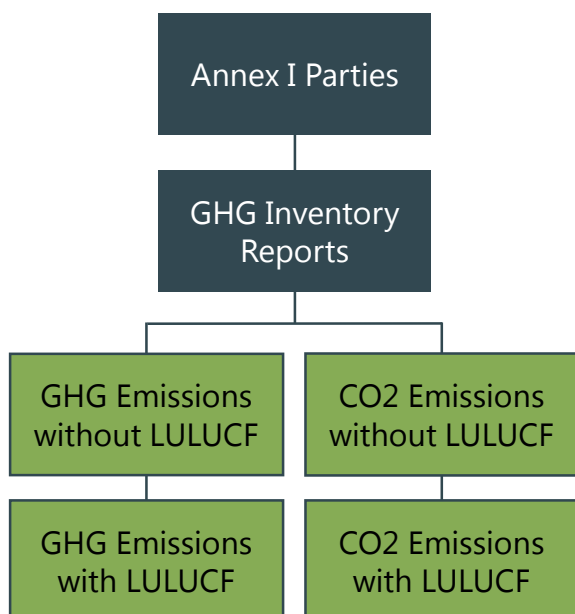 Annex I Parties
GHG Inventory
Reports
GHG Emissions
without LULUCF
CO2 Emissions
without LULUCF
GHG Emissions
with LULUCF
CO2 Emissions
with LULUCF